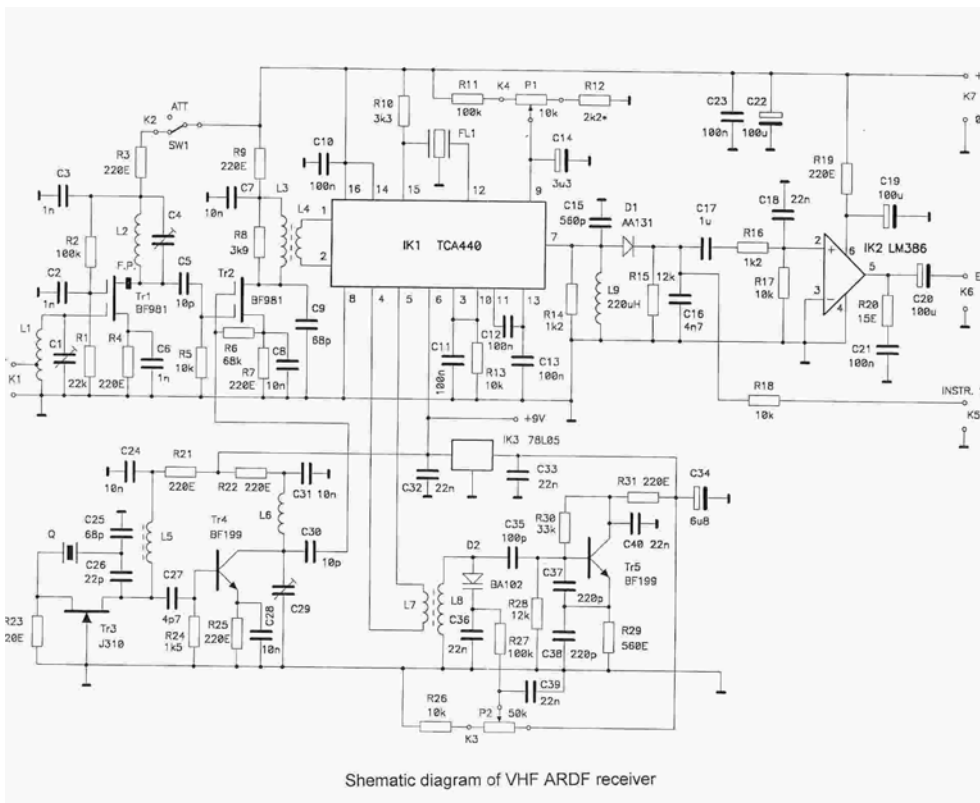 R11
100k
K4
P1
10k
R12
2k2*
+
K7
0
C23
100n
C22
100u
K2
ATT
SW1
R10
3k3
FL1
C14
3u3
R3
220E
R9
220E
C10
100n
R19
220E
C19
100u
C3
1n
C7
10n
L3
L4
16
14
15
12
9
C15
560p
D1
AA131
C17
1u
C18
22n
L2
C4
R2
100k
R8
3k9
1
2
IK1 TCA440
7
R16
1k2
2
6
IK2 LM386
5
3
4
C2
1n
F.P.
Tr1
BF981
C5
10p
Tr2
BF981
8
4
5
6
3
10
11
13
R15
12k
R17
10k
E
K6
L1
L9
220uH
C16
4n7
R20
15E
C20
100u
C1
R1
22k
R4
220E
C6
1n
R5
10k
R6
68k
R7
220E
C8
10n
C9
68p
C11
100n
C12
100n
R13
10k
C13
100n
R14
1k2
C21
100n
K1
R18
10k
INSTR.
K5
+9V
IK3 78L05
C24
10n
R21
220E
R22
220E
C31
10n
C32
22n
C33
22n
R31 220E
C34
6u8
C25
68p
Q
L5
Tr4
BF199
L6
C30
10p
R30
33k
C40
22n
C26
22p
D2
C35
100p
Tr5
BF199
C27
4p7
C29
L7
L8
BA102
C37
220p
R28
12k
R23
20E
Tr3
J310
R24
1k5
R25
220E
C28
10n
C36
22n
R27
100k
C38
220p
R29
560E
C39
22n
R26
10k
K3
P2
50k
Shematic diagram of VHF ARDF receiver